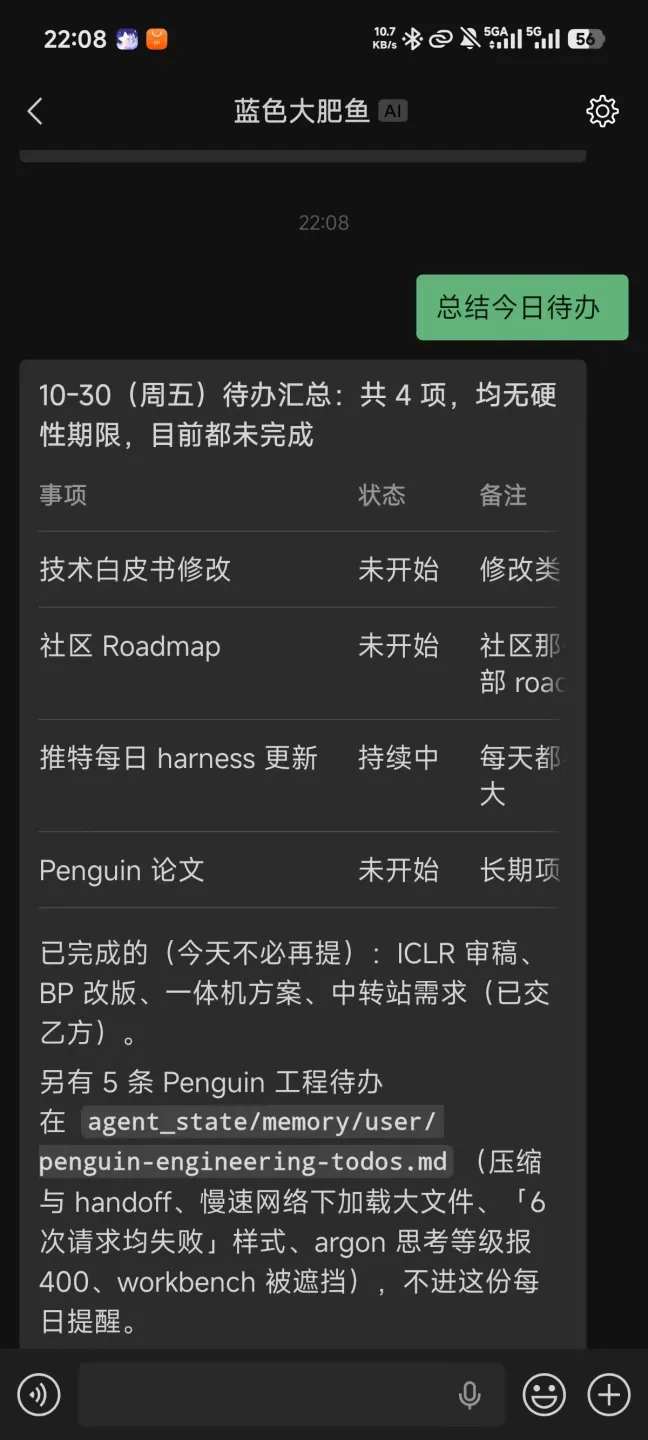 22:08
10.7 KB/s 5GA 5G 56
蓝色大肥鱼 AI
22:08
总结今日待办
10-30（周五）待办汇总：共 4 项，均无硬
性期限，目前都未完成
事项 状态 备注
技术白皮书修改 未开始 修改类
社区 Roadmap 未开始 社区那
部 road
推特每日 harness 更新 持续中 每天都
大
Penguin 论文 未开始 长期项
已完成的（今天不必再提）：ICLR 审稿、
BP 改版、一体机方案、中转站需求（已交
乙方）。
另有 5 条 Penguin 工程待办
在 agent_state/memory/user/
penguin-engineering-todos.md （压缩
与 handoff、慢速网络下加载大文件、「6
次请求均失败」样式、argon 思考等级报
400、workbench 被遮挡），不进这份每
日提醒。